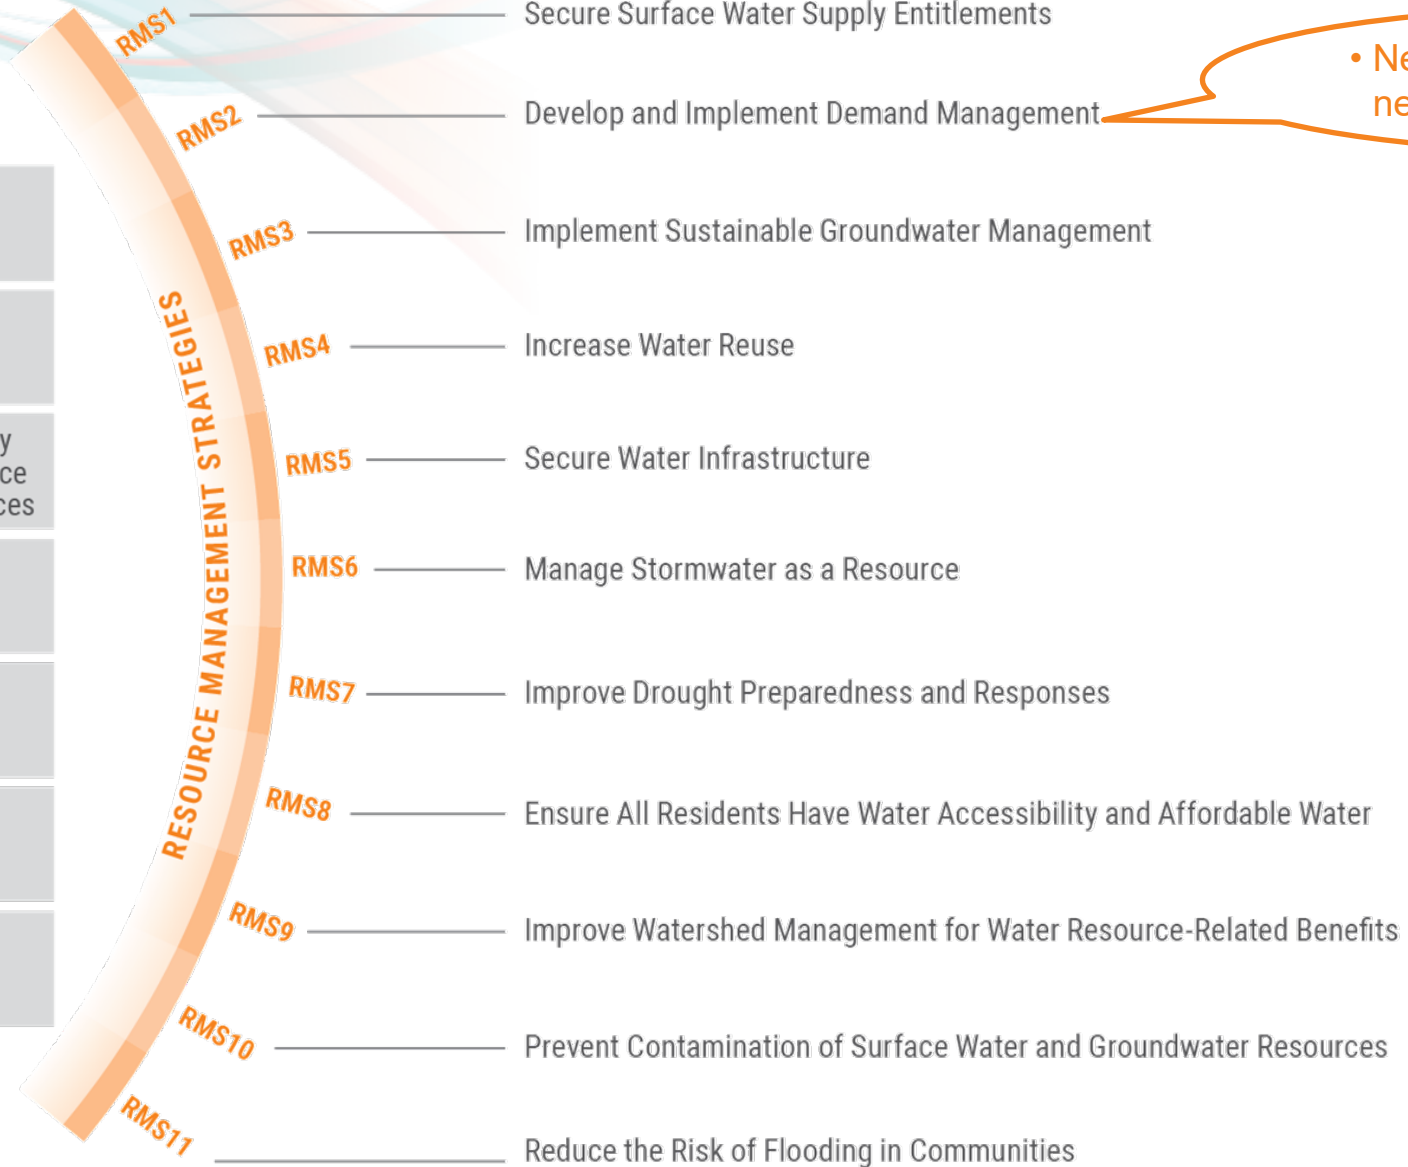 RMS1 Secure Surface Water Supply Entitlements
RMS2 Develop and Implement Demand Management
RMS3 Implement Sustainable Groundwater Management
RMS4 Increase Water Reuse
RMS5 Secure Water Infrastructure
RMS6 Manage Stormwater as a Resource
RMS7 Improve Drought Preparedness and Responses
RMS8 Ensure All Residents Have Water Accessibility and Affordable Water
RMS9 Improve Watershed Management for Water Resource-Related Benefits
RMS10 Prevent Contamination of Surface Water and Groundwater Resources
RMS11 Reduce the Risk of Flooding in Communities
RESOURCE MANAGEMENT STRATEGIES